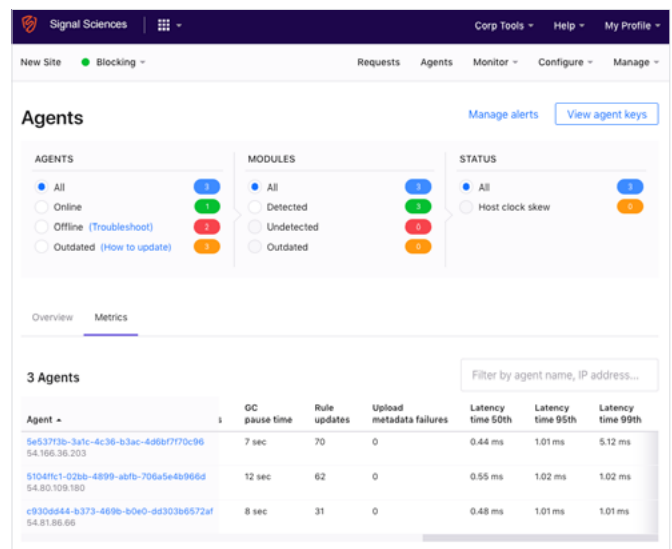 Signal Sciences
Corp Tools Help My Profile
New Site Blocking Requests Agents Monitor Configure Manage
Agents Manage alerts View agent keys
AGENTS MODULES STATUS
All 3 All 3 All 3
Online 1 Detected 3 Host clock skew 0
Offline (Troubleshoot) 2 Undetected 0
Outdated (How to update) 3 Outdated 0
Overview Metrics
3 Agents Filter by agent name, IP address...
GC Rule Upload Latency Latency Latency
Agent s pause time updates metadata failures time 50th time 95th time 99th
5e537f3b-3a1c-4c36-b3ac-4d6bf7f70c96 7 sec 70 0 0.44 ms 1.01 ms 5.12 ms
54.166.36.203
5104ffc1-02bb-4899-abfb-706a5e4b966d 12 sec 62 0 0.55 ms 1.02 ms 1.02 ms
54.80.109.180
c930dd44-b373-469b-b0e0-dd303b6572af 8 sec 31 0 0.48 ms 1.01 ms 1.01 ms
54.81.86.66